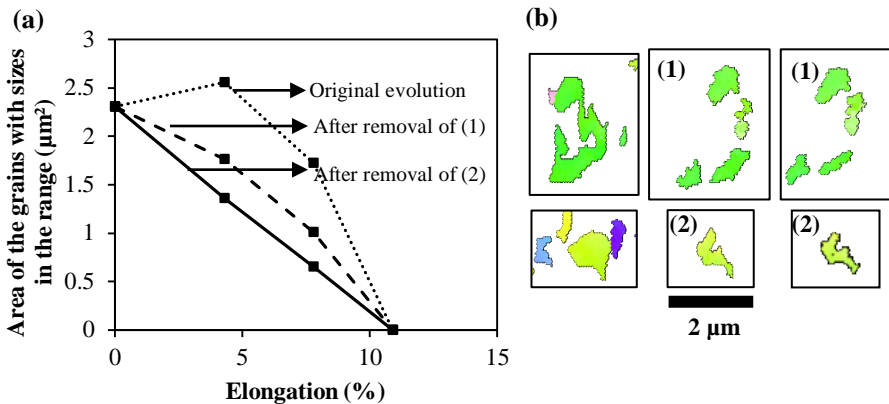 (a)
Area of the grains with sizes
in the range (µm²)
3
2.5
2
1.5
1
0.5
0
0
5
10
15
Elongation (%)
Original evolution
After removal of (1)
After removal of (2)
(b)
(1)
(1)
(2)
(2)
2 µm